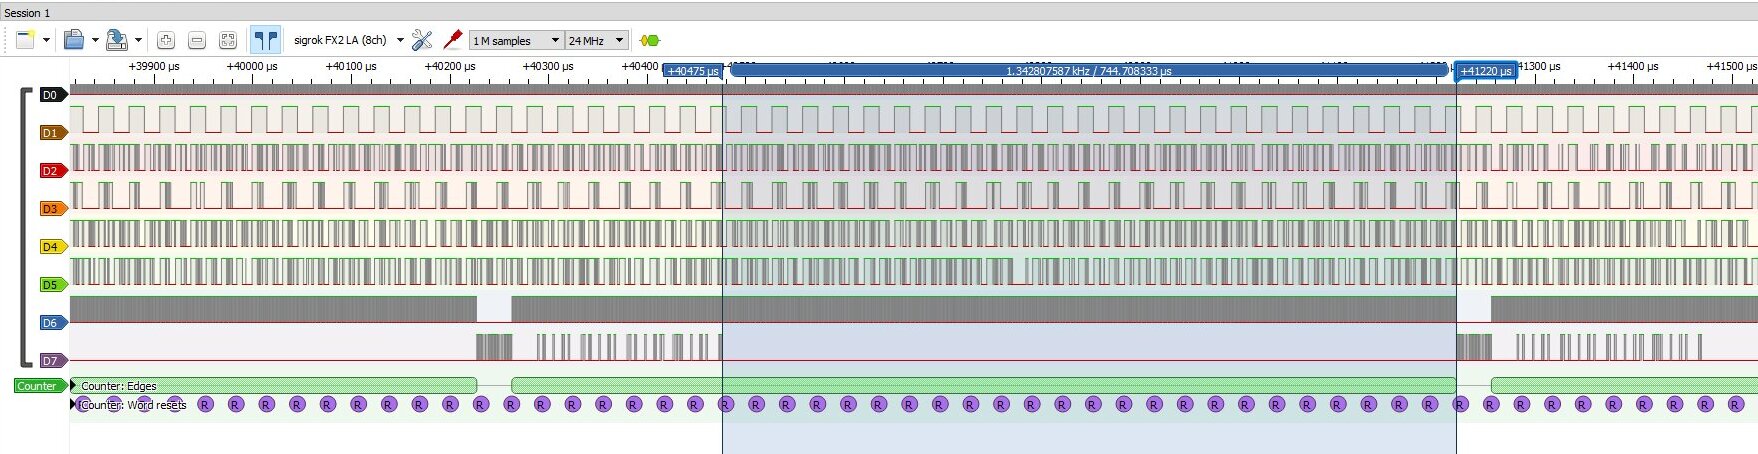 Session 1
sigrok FX2 LA (8ch) 1 M samples 24 MHz
+39900 µs +40000 µs +40100 µs +40200 µs +40300 µs +40400 +40475 µs 1.342807587 kHz / 744.708333 µs +41220 µs +41300 µs +41400 µs +41500 µs
D0
D1
D2
D3
D4
D5
D6
D7
Counter Counter: Edges
Counter: Word resets R R R R R R R R R R R R R R R R R R R R R R R R R R R R R R R R R R R R R R R R R R R R R R R R R R R R R